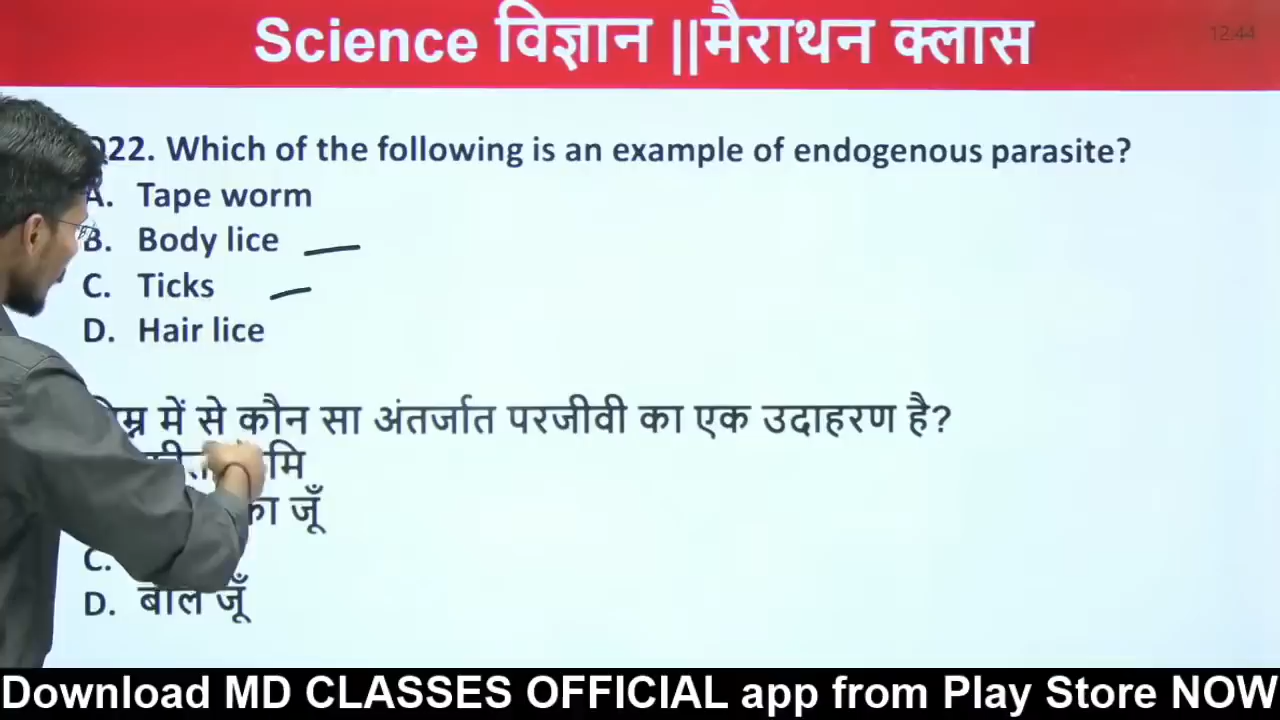 Science विज्ञान ||मैराथन क्लास
12:44
Q22. Which of the following is an example of endogenous parasite?
A. Tape worm
B. Body lice
C. Ticks
D. Hair lice
में से कौन सा अंतर्जात परजीवी का एक उदाहरण है?
का जूँ
C.
D. बाल जूँ
Download MD CLASSES OFFICIAL app from Play Store NOW